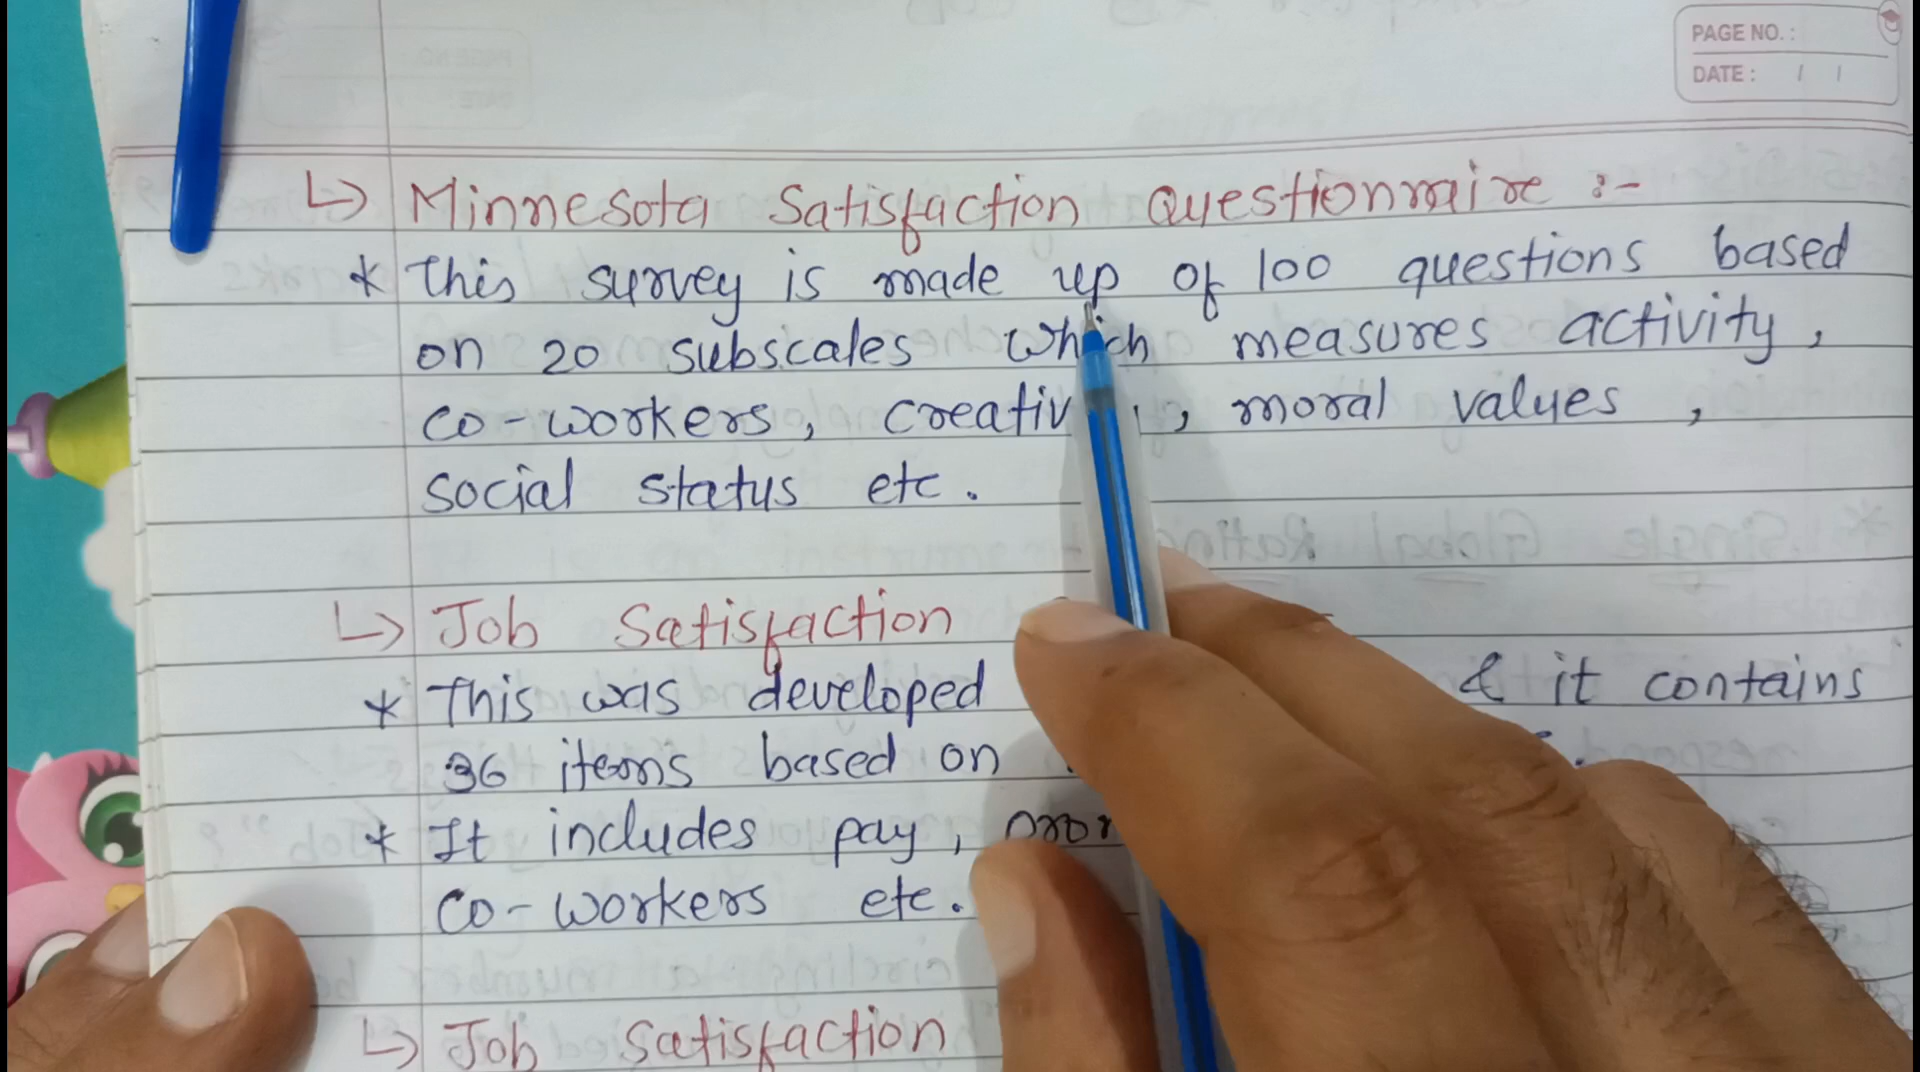 PAGE NO. :
DATE : / /
↳ Minnesota Satisfaction Questionnaire :-
* This survey is made up of 100 questions based
on 20 subscales which measures activity,
co-workers, creativ , moral values ,
social status etc.
↳ Job Satisfaction
* This was developed & it contains
36 items based on
* It includes pay,
co-workers etc.
↳ Job Satisfaction